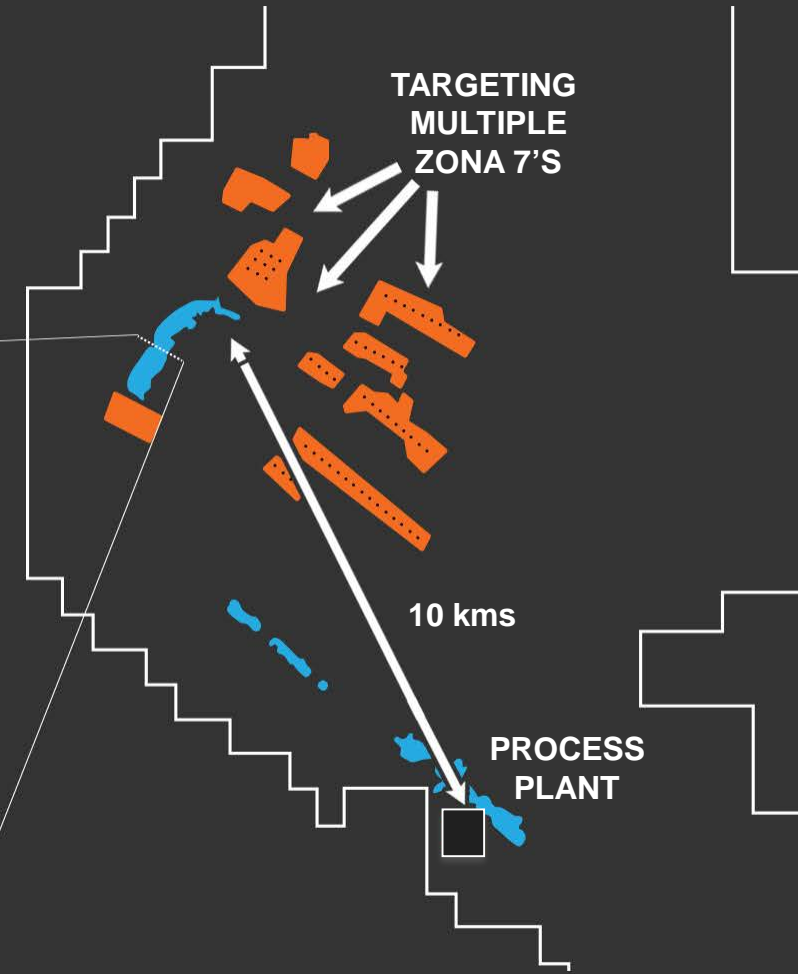 TARGETING
MULTIPLE
ZONA 7’S
10 kms
PROCESS
PLANT